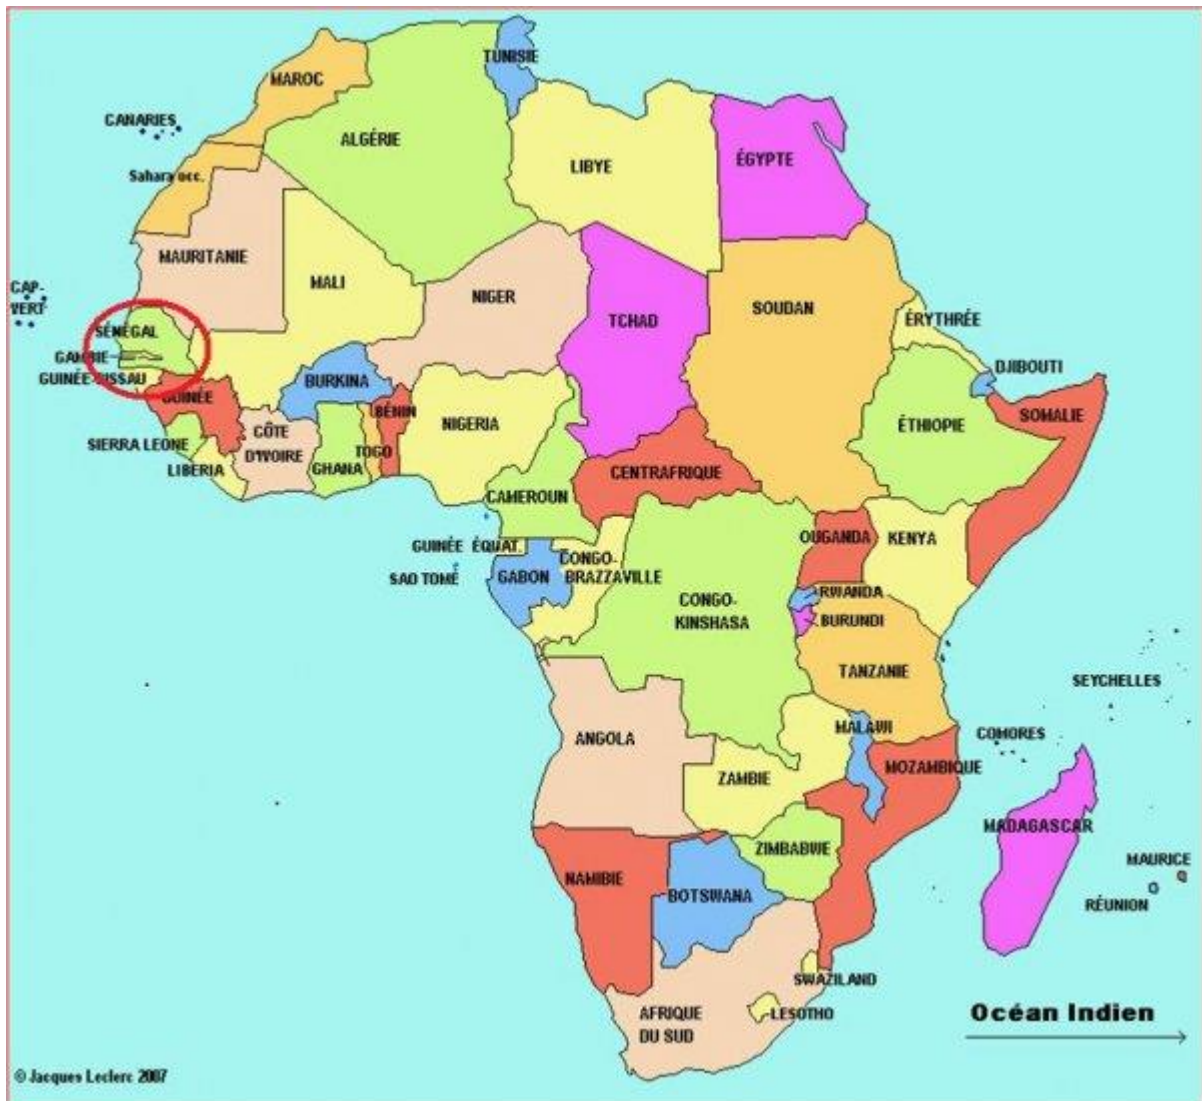 TUNISIE
MAROC
CANARIES
ALGÉRIE
LIBYE
ÉGYPTE
Sahara occ.
MAURITANIE
MALI
NIGER
CAP-
VERT
TCHAD
SOUDAN
ÉRYTHRÉE
SÉNÉGAL
GAMBIE
DJIBOUTI
GUINÉE-BISSAU
BURKINA
GUINÉE
BÉNIN
NIGERIA
ÉTHIOPIE
SOMALIE
SIERRA LEONE
CÔTE
D'IVOIRE
TOGO
GHANA
LIBERIA
CENTRAFRIQUE
CAMEROUN
OUGANDA
KENYA
GUINÉE ÉQUAT.
CONGO-
BRAZZAVILLE
SAO TOMÉ
GABON
RWANDA
CONGO-
KINSHASA
BURUNDI
TANZANIE
SEYCHELLES
MALAWI
COMORES
ANGOLA
MOZAMBIQUE
ZAMBIE
MADAGASCAR
ZIMBABWE
MAURICE
NAMIBIE
BOTSWANA
RÉUNION
SWAZILAND
LESOTHO
AFRIQUE
DU SUD
Océan Indien
© Jacques Leclerc 2007